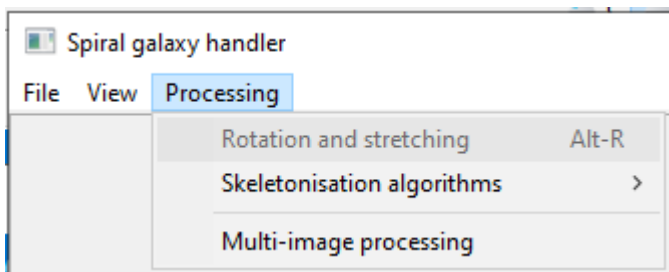 Spiral galaxy handler
File View Processing
Rotation and stretching Alt-R
Skeletonisation algorithms >
Multi-image processing